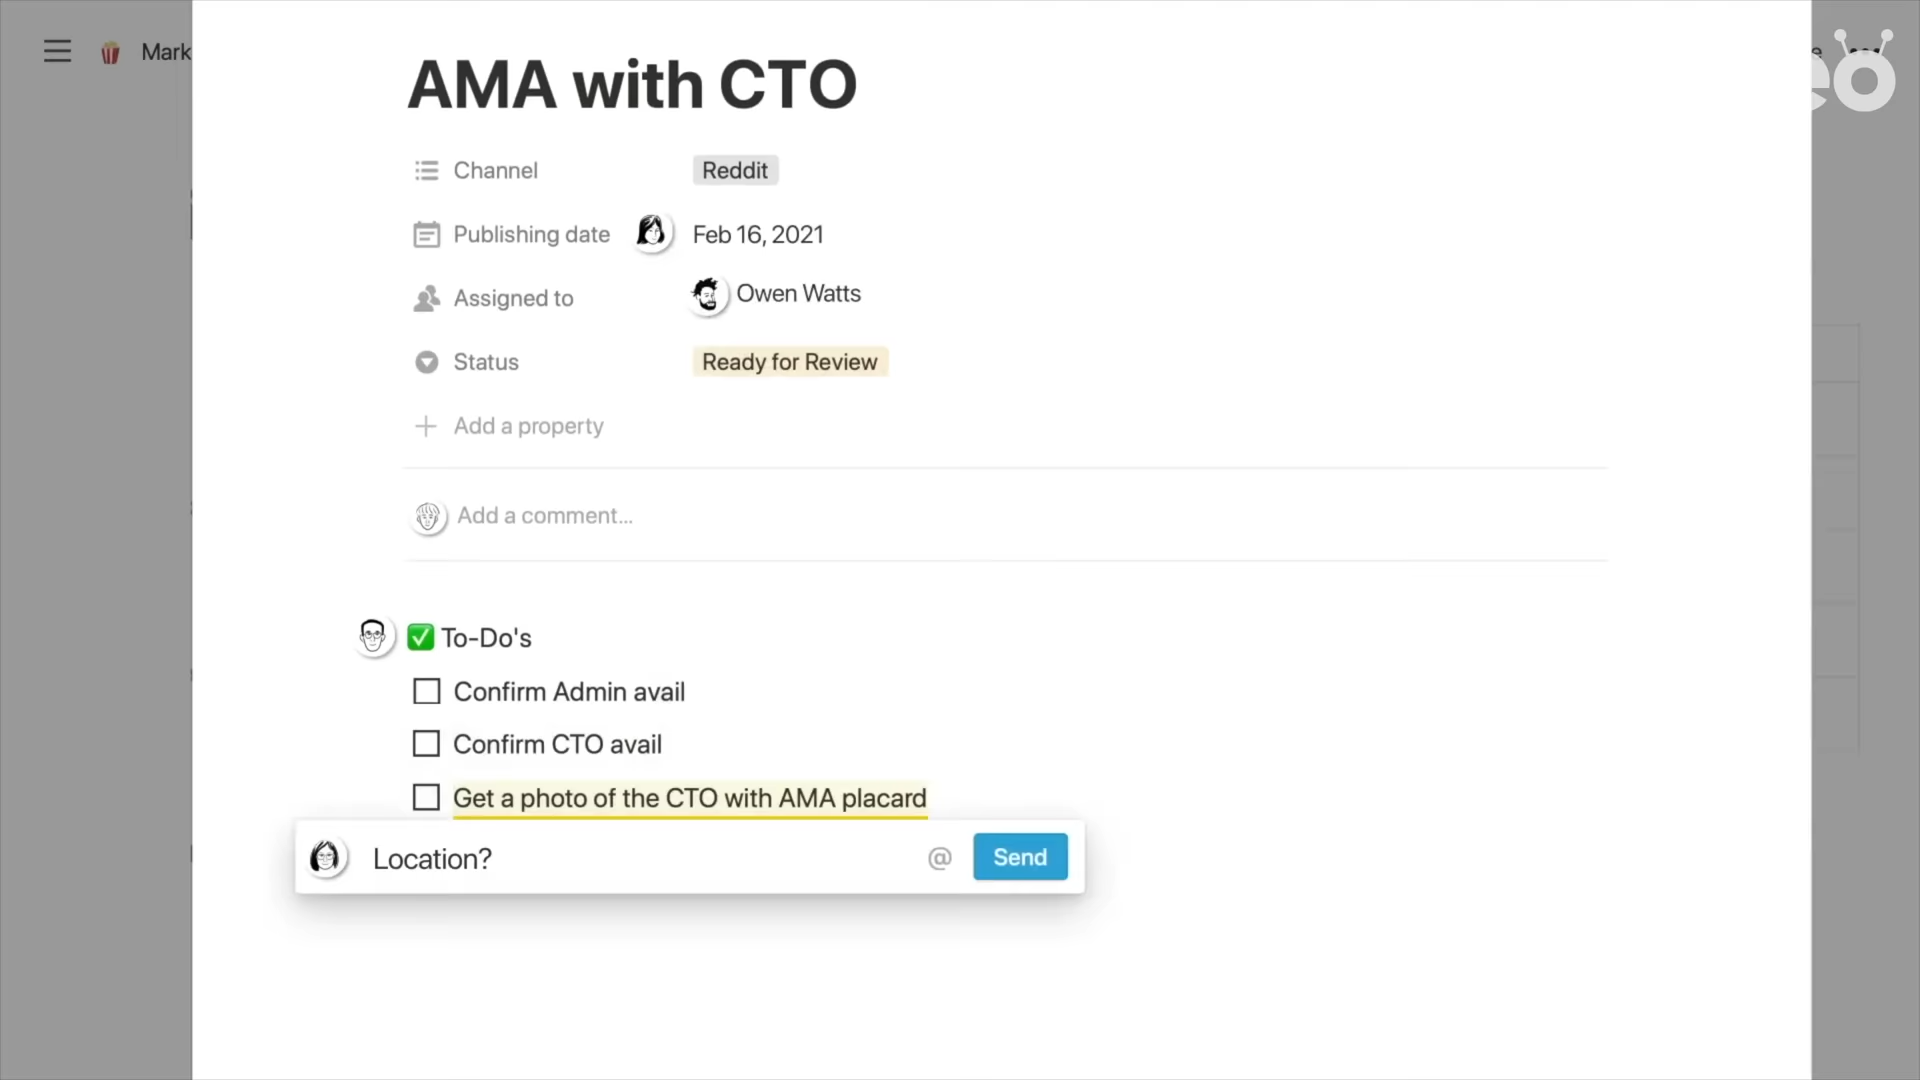 Mark
AMA with CTO
Channel Reddit
Publishing date Feb 16, 2021
Assigned to Owen Watts
Status Ready for Review
Add a property
Add a comment...
✅ To-Do's
Confirm Admin avail
Confirm CTO avail
Get a photo of the CTO with AMA placard
Location? @ Send